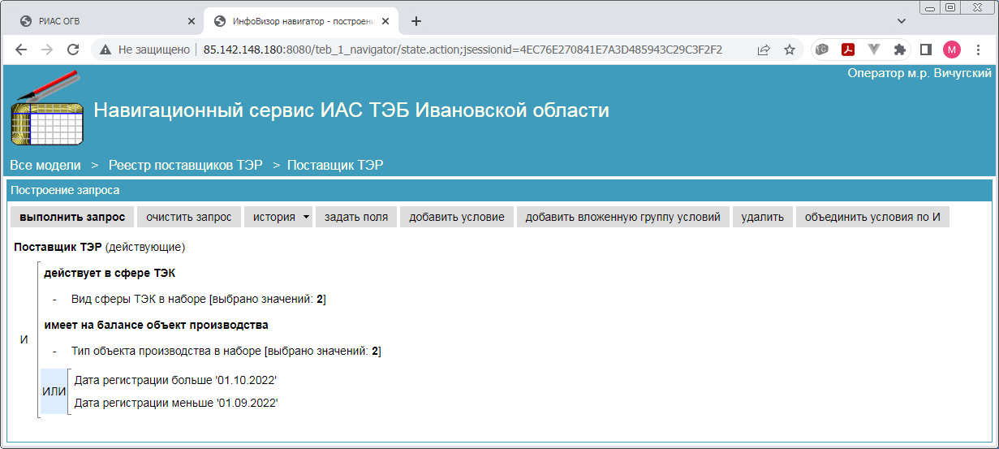 РИАС ОГВ
ИнфоВизор навигатор - построени
Не защищено
85.142.148.180:8080/teb_1_navigator/state.action;jsessionid=4EC76E270841E7A3D485943C29C3F2F2
M
Оператор м.р. Вичугский
Навигационный сервис ИАС ТЭБ Ивановской области
Все модели > Реестр поставщиков ТЭР > Поставщик ТЭР
Построение запроса
выполнить запрос очистить запрос история задать поля добавить условие добавить вложенную группу условий удалить объединить условия по И
Поставщик ТЭР (действующие)
действует в сфере ТЭК
- Вид сферы ТЭК в наборе [выбрано значений: 2]
имеет на балансе объект производства
И
- Тип объекта производства в наборе [выбрано значений: 2]
Дата регистрации больше '01.10.2022'
ИЛИ
Дата регистрации меньше '01.09.2022'